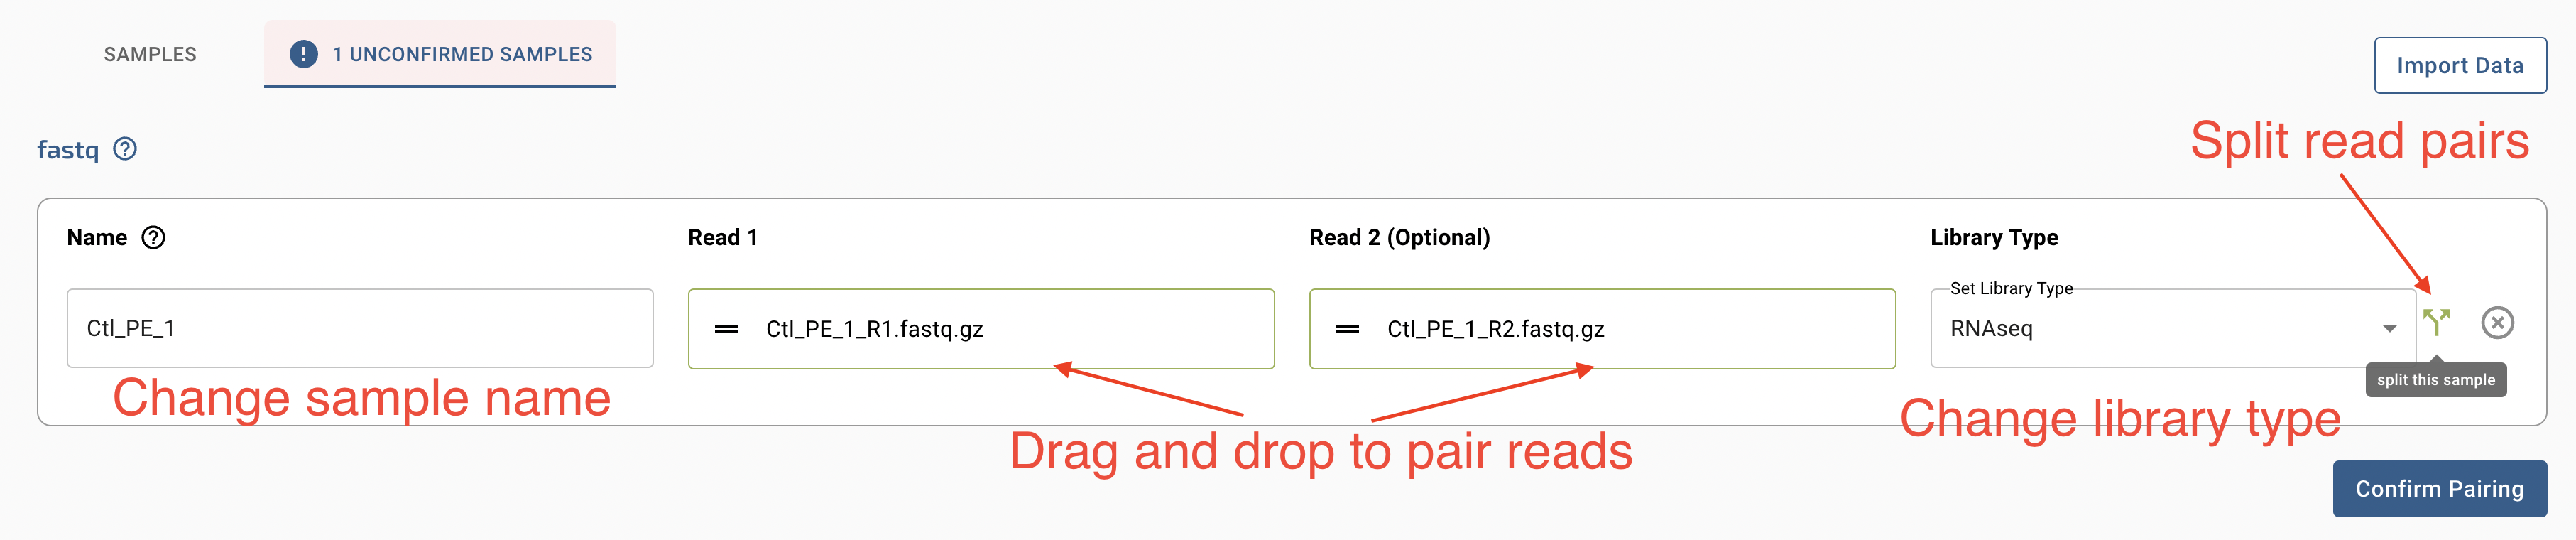 SAMPLES
! 1 UNCONFIRMED SAMPLES
Import Data
Split read pairs
fastq ?
Name ?
Read 1
Read 2 (Optional)
Library Type
Set Library Type
Ctl_PE_1
Ctl_PE_1_R1.fastq.gz
Ctl_PE_1_R2.fastq.gz
RNAseq
split this sample
Change sample name
Drag and drop to pair reads
Change library type
Confirm Pairing